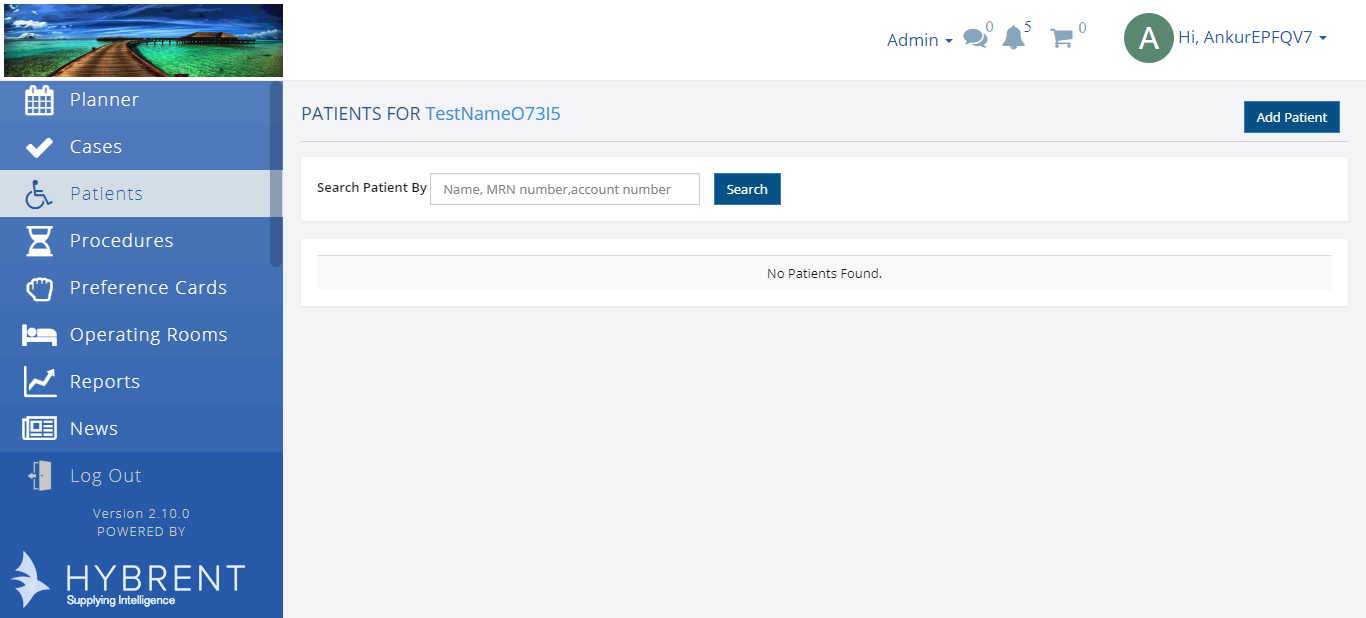 Admin
0
5
0
A
Hi, AnkurEPFQV7
Planner
Cases
Patients
Procedures
Preference Cards
Operating Rooms
Reports
News
Log Out
Version 2.10.0
POWERED BY
HYBRENT
Supplying Intelligence
PATIENTS FOR TestNameO73I5
Add Patient
Search Patient By
Name, MRN number,account number
Search
No Patients Found.